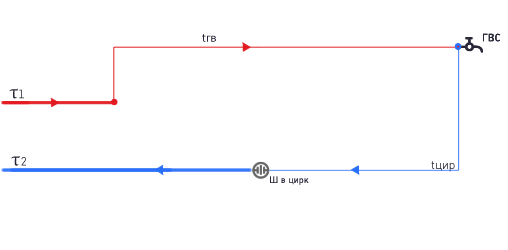 tгв
ГВС
τ1
τ2
tцир
Ш в цирк